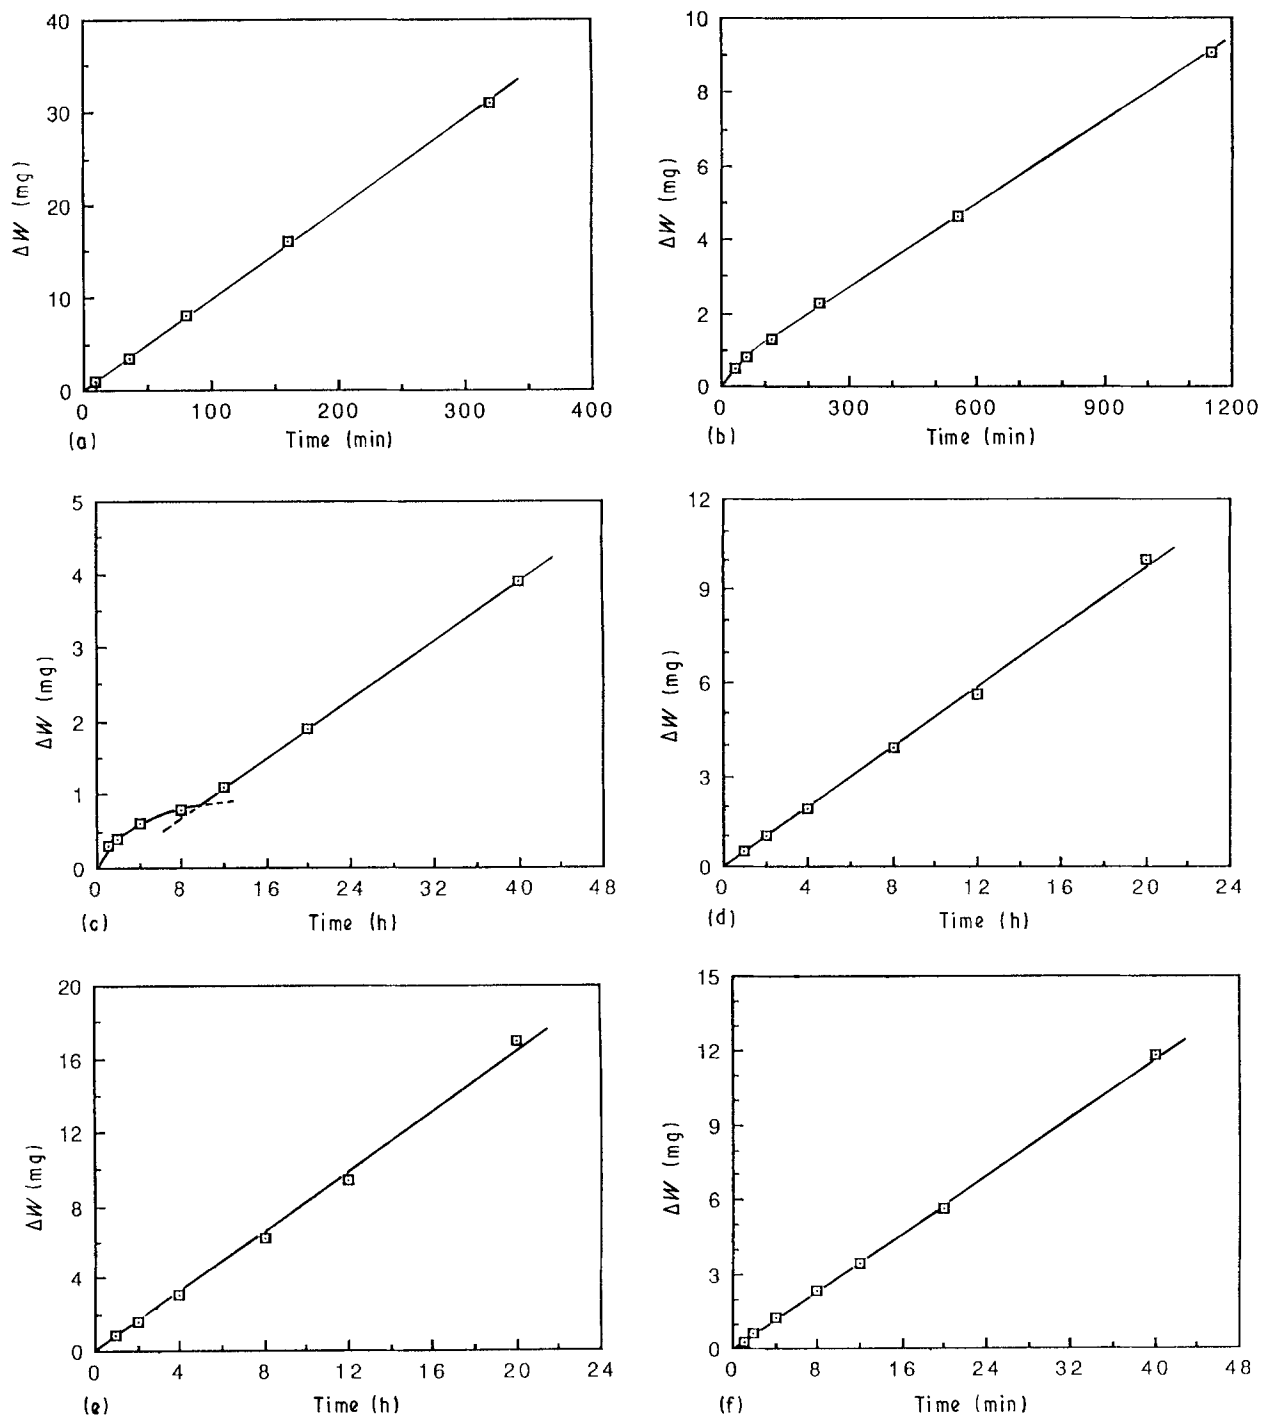 40
30
20
10
0
ΔW (mg)
0 100 200 300 400
(a) Time (min)
10
8
6
4
2
0
ΔW (mg)
0 300 600 900 1200
(b) Time (min)
5
4
3
2
1
0
ΔW (mg)
0 8 16 24 32 40 48
(c) Time (h)
12
9
6
3
0
ΔW (mg)
0 4 8 12 16 20 24
(d) Time (h)
20
16
12
8
4
0
ΔW (mg)
0 4 8 12 16 20 24
(e) Time (h)
15
12
9
6
3
0
ΔW (mg)
0 8 16 24 32 40 48
(f) Time (min)